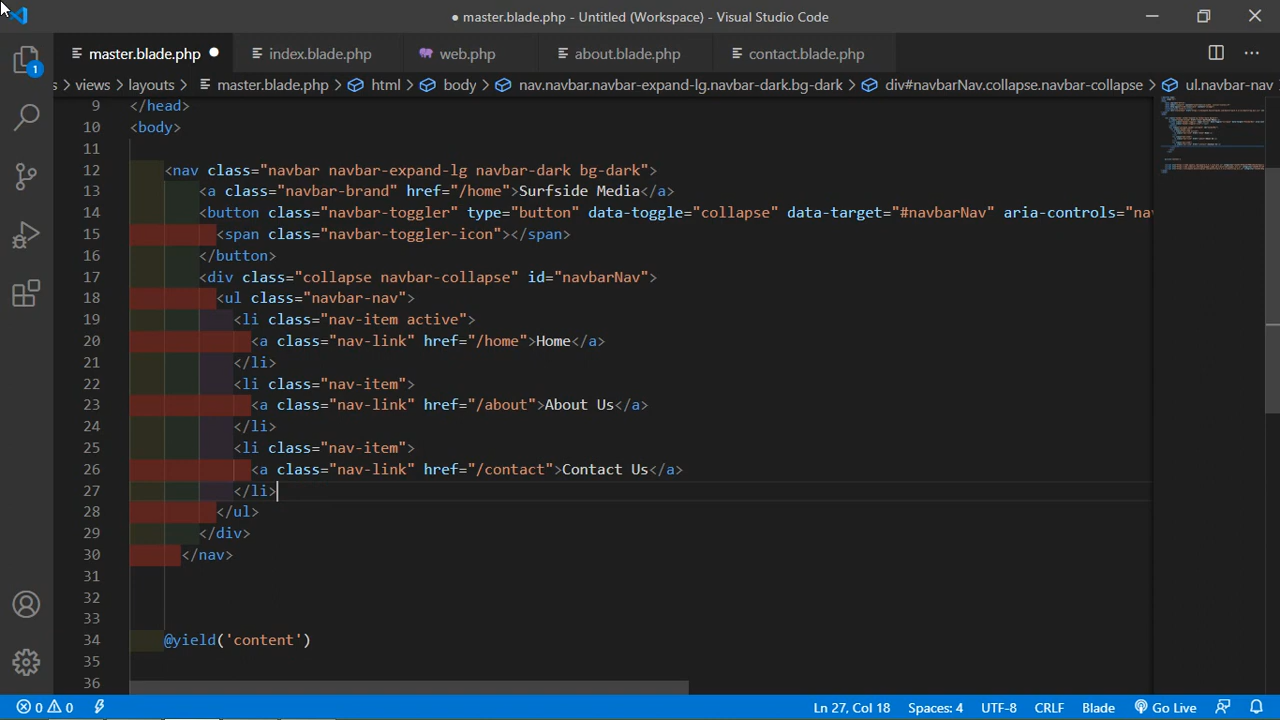 ● master.blade.php - Untitled (Workspace) - Visual Studio Code
master.blade.php index.blade.php web.php about.blade.php contact.blade.php
1
s > views > layouts > master.blade.php > html > body > nav.navbar.navbar-expand-lg.navbar-dark.bg-dark > div#navbarNav.collapse.navbar-collapse > ul.navbar-nav
9 </head>
10 <body>
11
12 <nav class="navbar navbar-expand-lg navbar-dark bg-dark">
13 <a class="navbar-brand" href="/home">Surfside Media</a>
14 <button class="navbar-toggler" type="button" data-toggle="collapse" data-target="#navbarNav" aria-controls="nav
15 <span class="navbar-toggler-icon"></span>
16 </button>
17 <div class="collapse navbar-collapse" id="navbarNav">
18 <ul class="navbar-nav">
19 <li class="nav-item active">
20 <a class="nav-link" href="/home">Home</a>
21 </li>
22 <li class="nav-item">
23 <a class="nav-link" href="/about">About Us</a>
24 </li>
25 <li class="nav-item">
26 <a class="nav-link" href="/contact">Contact Us</a>
27 </li>
28 </ul>
29 </div>
30 </nav>
31
32
33
34 @yield('content')
35
36
0 0 Ln 27, Col 18 Spaces: 4 UTF-8 CRLF Blade Go Live